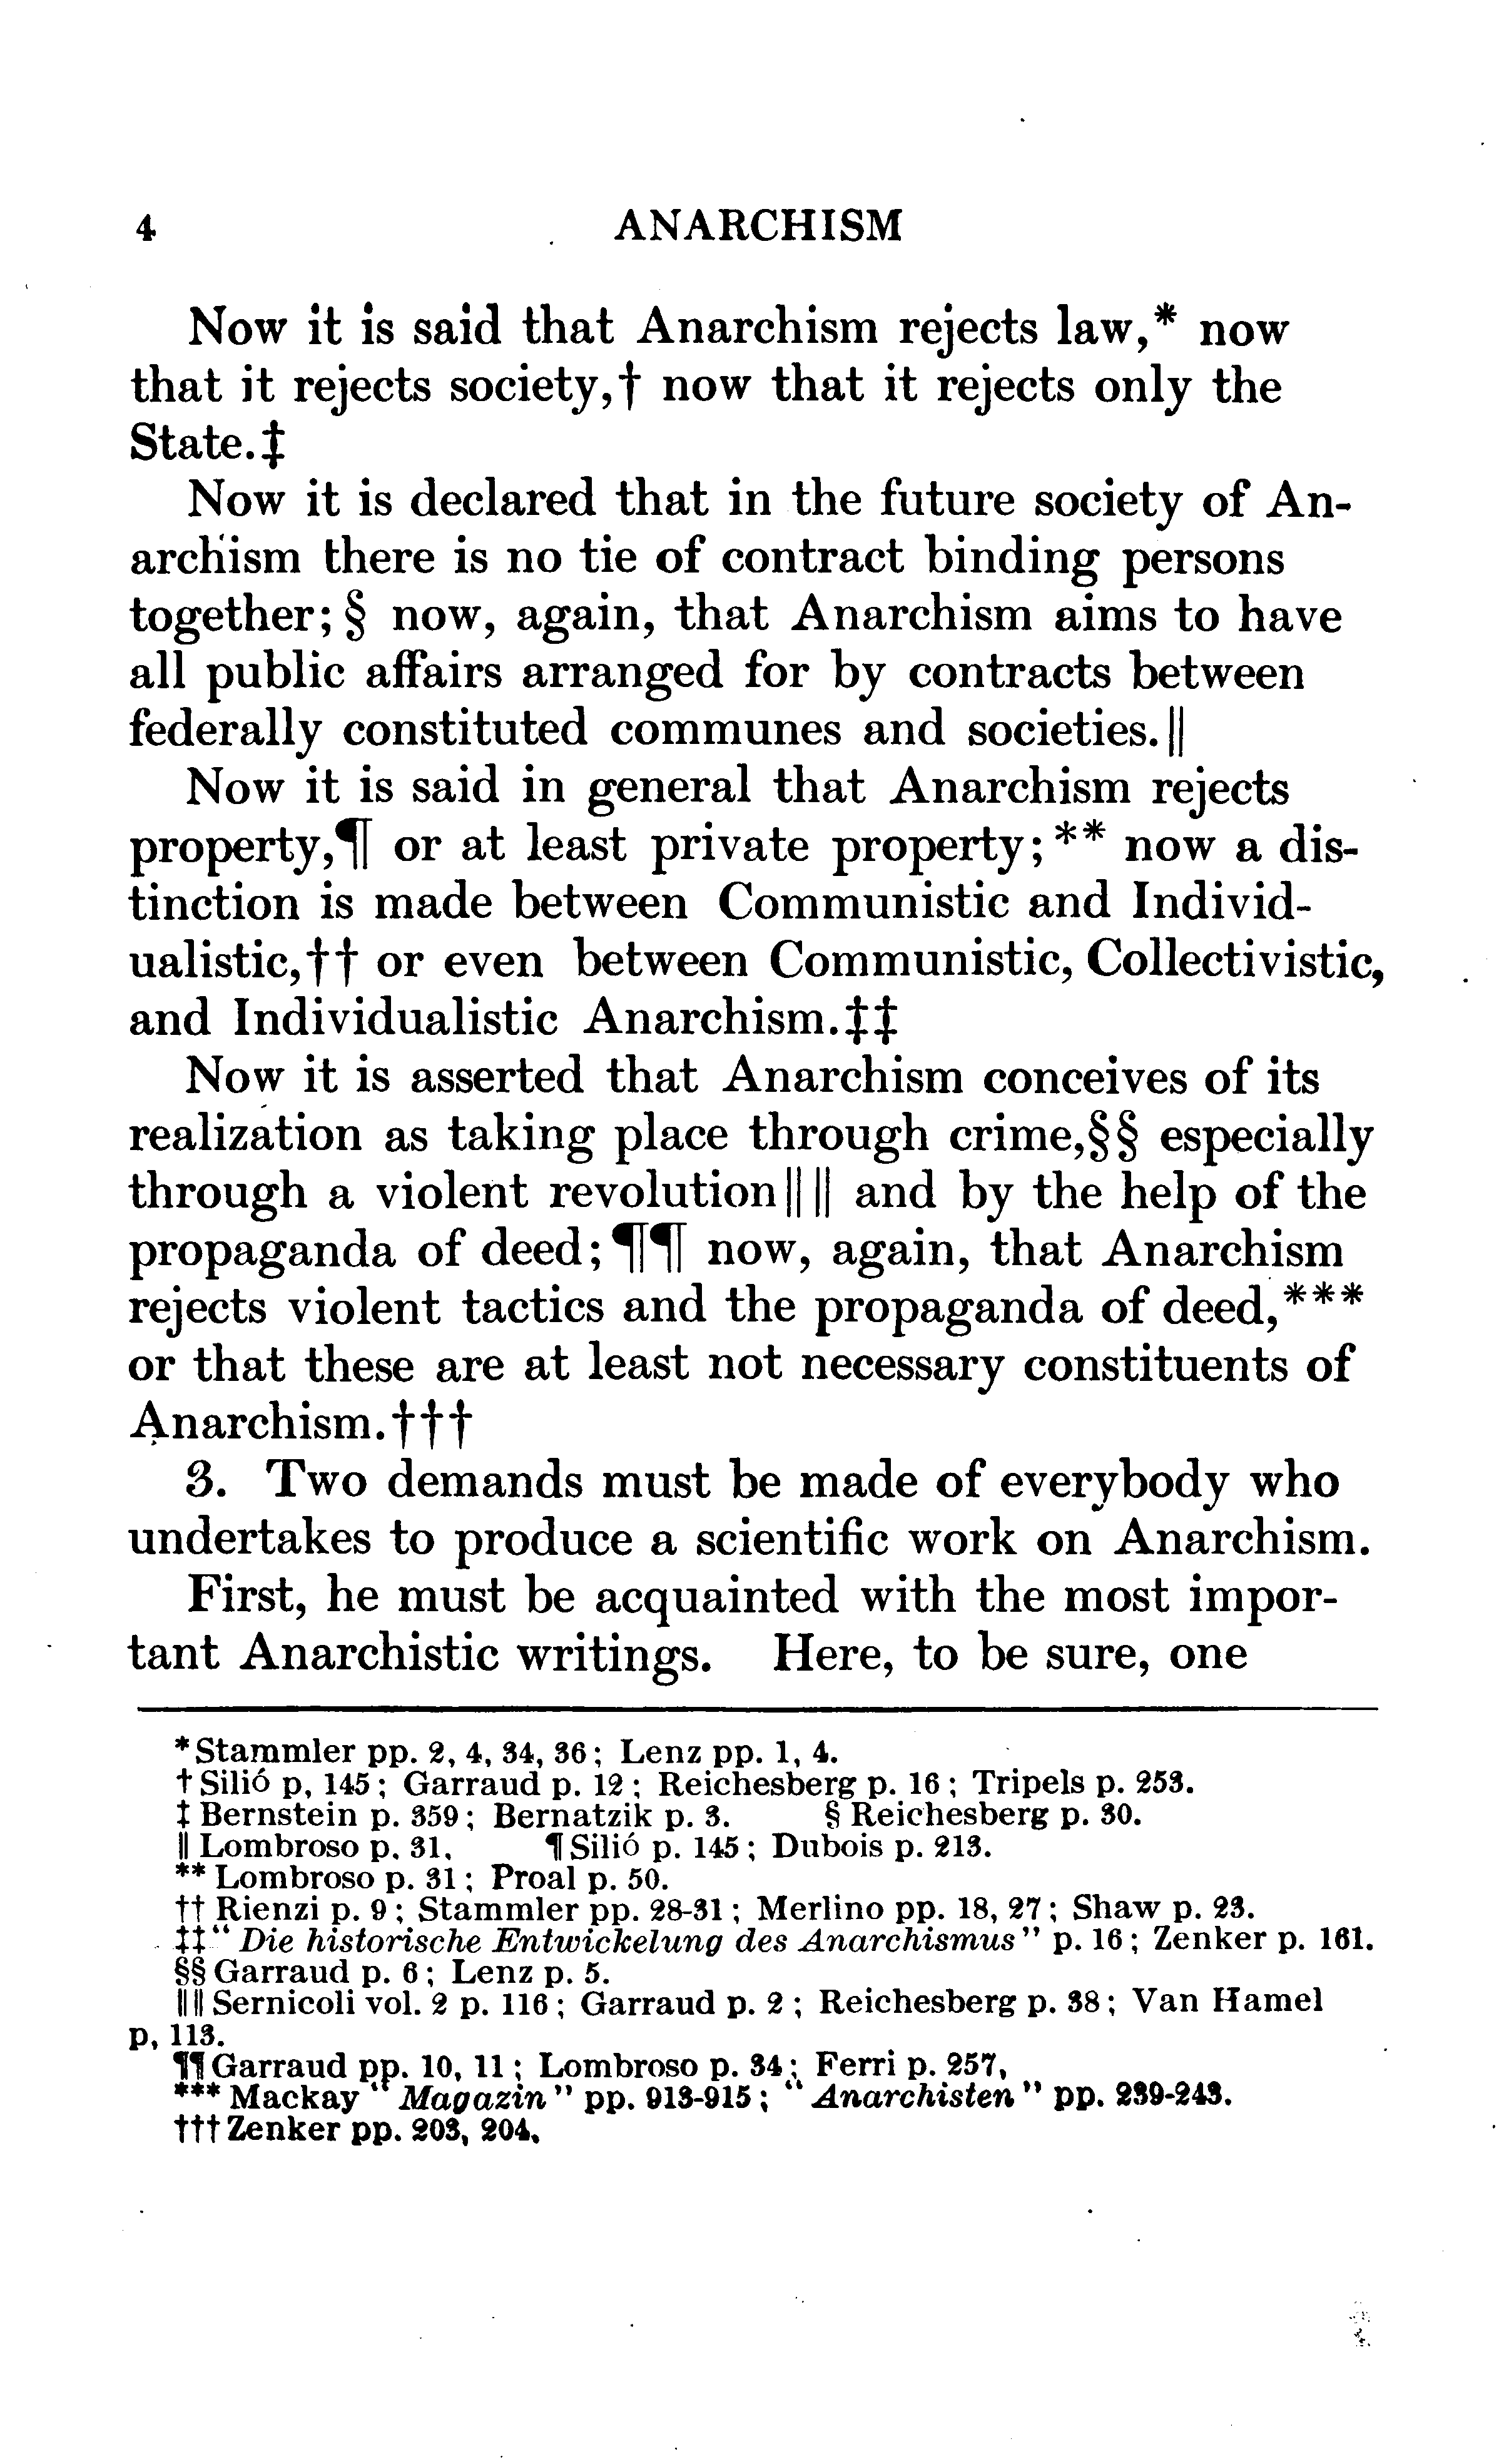 4 ANARCHISM
Now it is said that Anarchism rejects law,* now
that it rejects society,† now that it rejects only the
State.‡
Now it is declared that in the future society of An-
archism there is no tie of contract binding persons
together; § now, again, that Anarchism aims to have
all public affairs arranged for by contracts between
federally constituted communes and societies.‖
Now it is said in general that Anarchism rejects
property,¶ or at least private property; ** now a dis-
tinction is made between Communistic and Individ-
ualistic,†† or even between Communistic, Collectivistic,
and Individualistic Anarchism.‡‡
Now it is asserted that Anarchism conceives of its
realization as taking place through crime,§§ especially
through a violent revolution‖‖ and by the help of the
propaganda of deed;¶¶ now, again, that Anarchism
rejects violent tactics and the propaganda of deed,***
or that these are at least not necessary constituents of
Anarchism.†††
3. Two demands must be made of everybody who
undertakes to produce a scientific work on Anarchism.
First, he must be acquainted with the most impor-
tant Anarchistic writings. Here, to be sure, one
* Stammler pp. 2, 4, 34, 36; Lenz pp. 1, 4.
† Silió p, 145; Garraud p. 12; Reichesberg p. 16; Tripels p. 253.
‡ Bernstein p. 359; Bernatzik p. 3. § Reichesberg p. 30.
‖ Lombroso p. 31. ¶ Silió p. 145; Dubois p. 213.
** Lombroso p. 31; Proal p. 50.
†† Rienzi p. 9; Stammler pp. 28-31; Merlino pp. 18, 27; Shaw p. 23.
‡‡ "Die historische Entwickelung des Anarchismus" p. 16; Zenker p. 161.
§§ Garraud p. 6; Lenz p. 5.
‖‖ Sernicoli vol. 2 p. 116; Garraud p. 2; Reichesberg p. 38; Van Hamel
p, 113.
¶¶ Garraud pp. 10, 11; Lombroso p. 34; Ferri p. 257,
*** Mackay "Magazin" pp. 913-915; "Anarchisten" pp. 239-243.
††† Zenker pp. 203, 204.